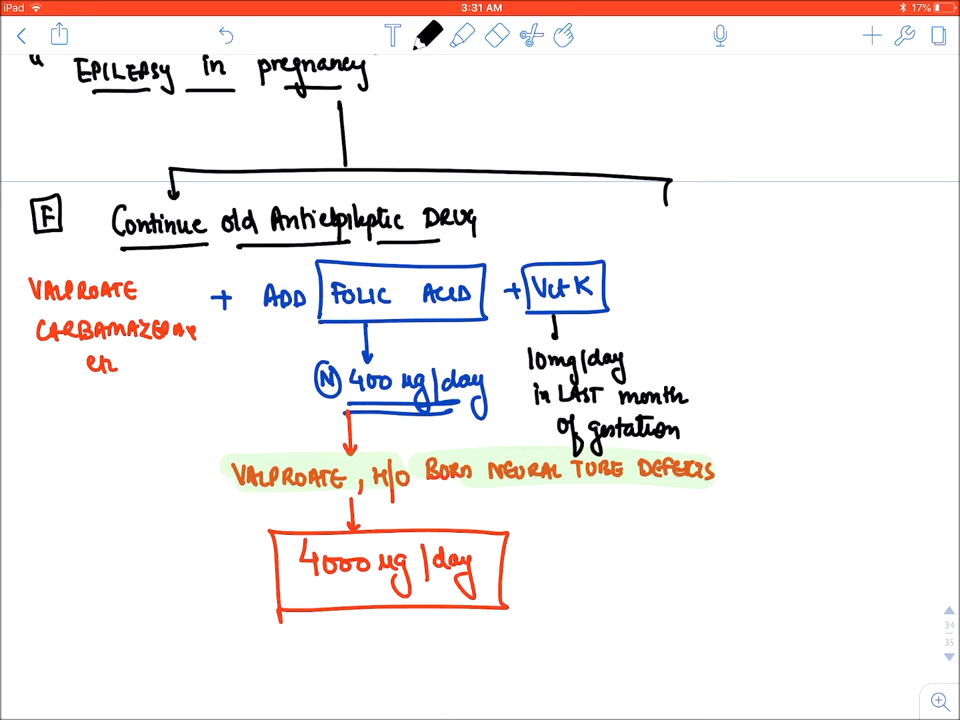 iPad 3:31 AM 17%
T
" EPILEPSY in pregnancy
F Continue old Antiepileptic DRUG
VALPROATE + ADD FOLIC ACID + Vit K
CARBAMAZEPINE
etc
10mg/day
in LAST month
of gestation
N 400 µg/day
VALPROATE, H/O BORN NEURAL TUBE DEFECTS
4000 µg/day
34
35